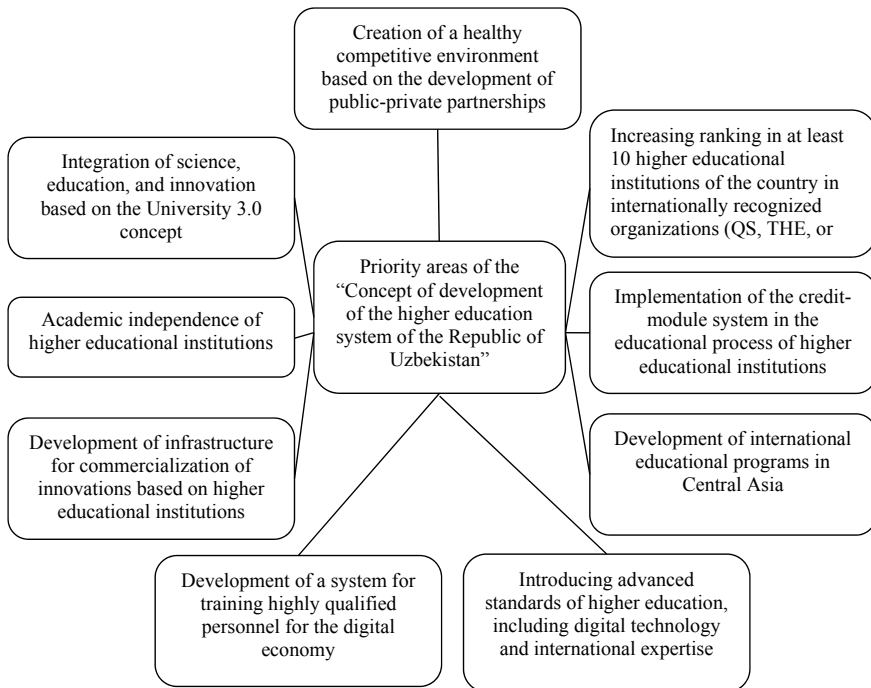 Creation of a healthy
competitive environment
based on the development of
public-private partnerships
Integration of science,
education, and innovation
based on the University 3.0
concept
Increasing ranking in at least
10 higher educational
institutions of the country in
internationally recognized
organizations (QS, THE, or
Priority areas of the
“Concept of development
of the higher education
system of the Republic of
Uzbekistan”
Academic independence of
higher educational institutions
Implementation of the credit-
module system in the
educational process of higher
educational institutions
Development of infrastructure
for commercialization of
innovations based on higher
educational institutions
Development of international
educational programs in
Central Asia
Development of a system for
training highly qualified
personnel for the digital
economy
Introducing advanced
standards of higher education,
including digital technology
and international expertise